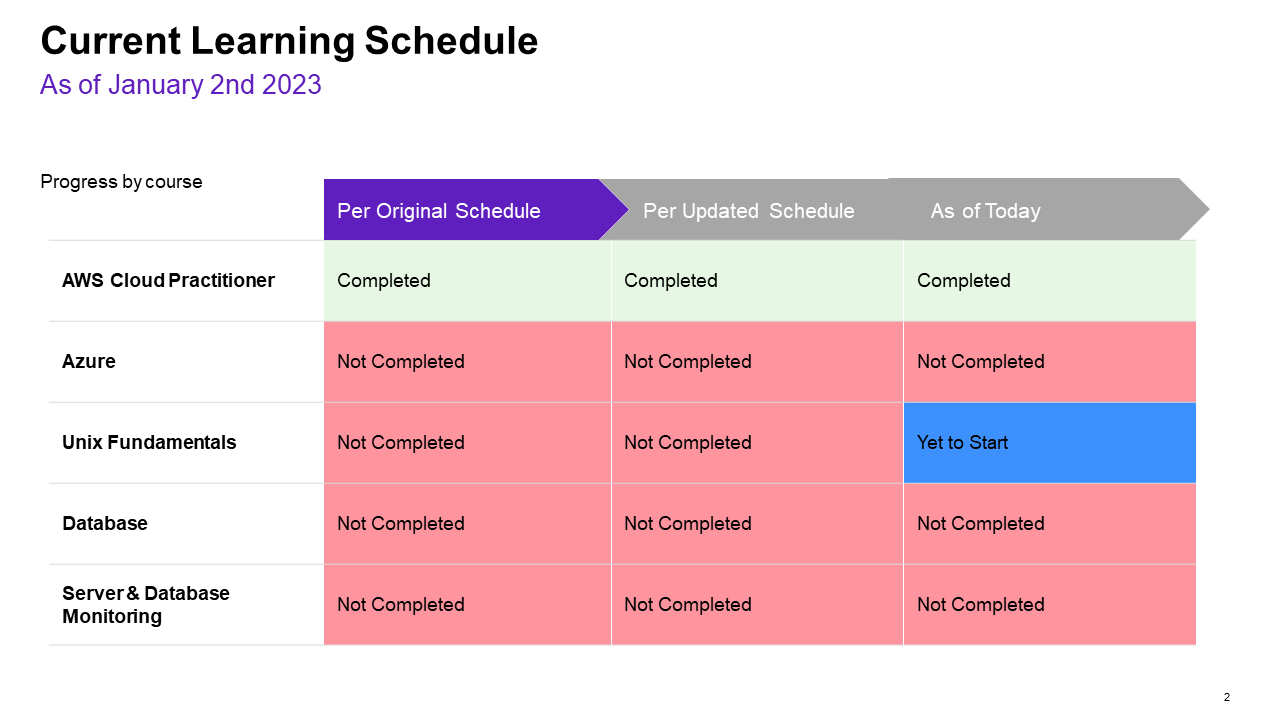 Current Learning Schedule
As of January 2nd 2023
Progress by course
Per Original Schedule
Per Updated Schedule
As of Today
AWS Cloud Practitioner
Completed
Completed
Completed
Azure
Not Completed
Not Completed
Not Completed
Unix Fundamentals
Not Completed
Not Completed
Yet to Start
Database
Not Completed
Not Completed
Not Completed
Server & Database
Monitoring
Not Completed
Not Completed
Not Completed
2